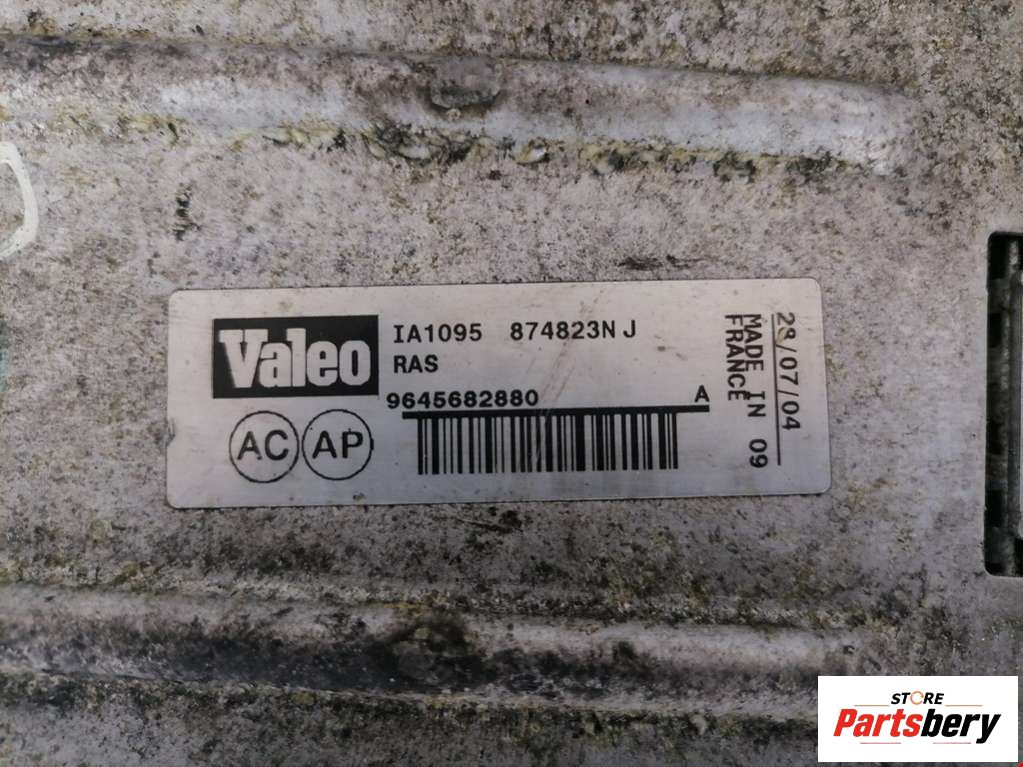 Valeo
IA1095 874823N J
RAS
9645682880 A
AC AP
28/07/04
MADE IN 09
FRANCE
STORE
Partsbery